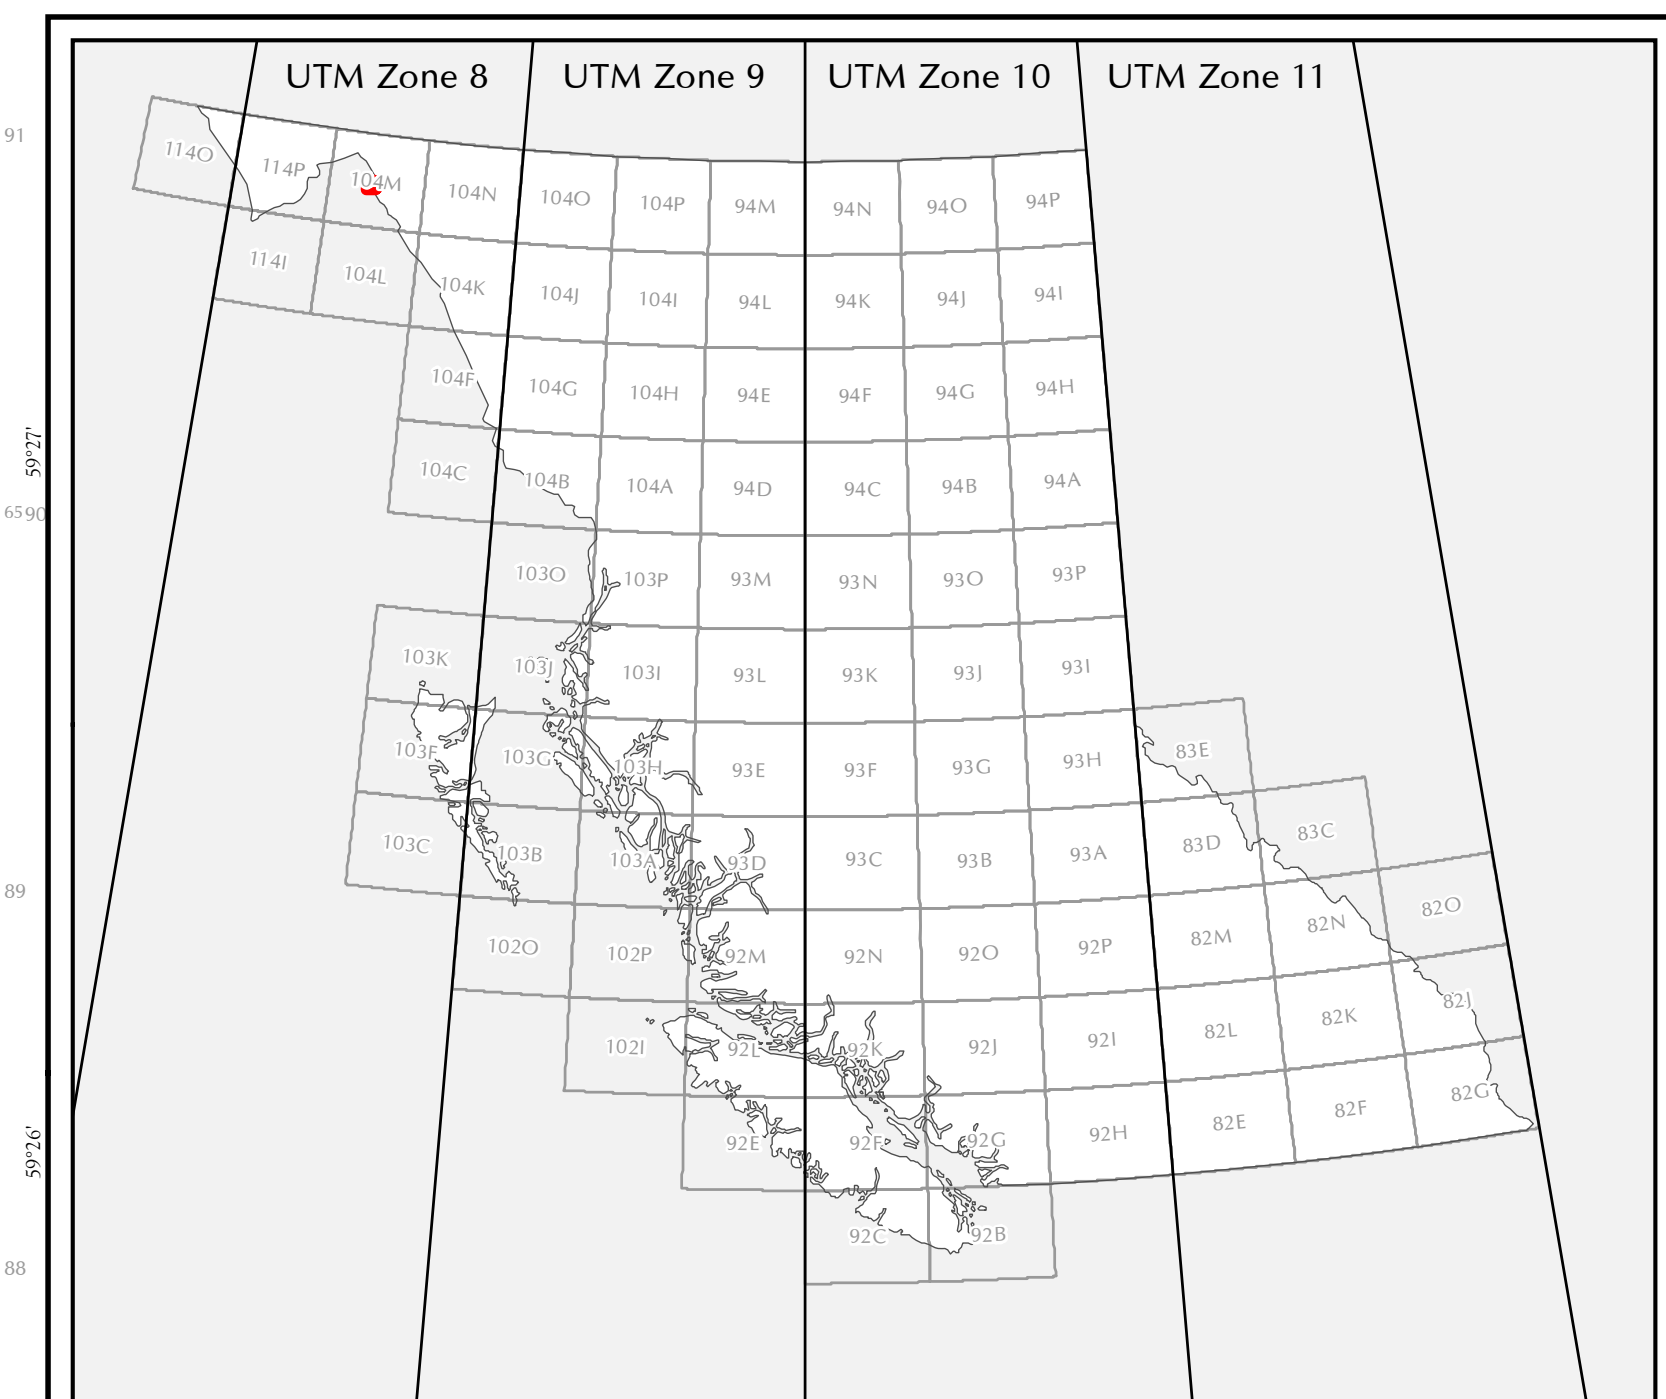 UTM Zone 8 UTM Zone 9 UTM Zone 10 UTM Zone 11
91
114O 114P 104M 104N 104O 104P 94M 94N 94O 94P
114I 104L 104K 104J 104I 94L 94K 94J 94I
104F 104G 104H 94E 94F 94G 94H
59°27'
104C 104B 104A 94D 94C 94B 94A
6590
103O 103P 93M 93N 93O 93P
103K 103J 103I 93L 93K 93J 93I
103F 103G 103H 93E 93F 93G 93H 83E
103C 103B 103A 93D 93C 93B 93A 83D 83C
89
102O 102P 92M 92N 92O 92P 82M 82N 82O
102I 92L 92K 92J 92I 82L 82K 82J
59°26'
92E 92F 92G 92H 82E 82F 82G
92C 92B
88